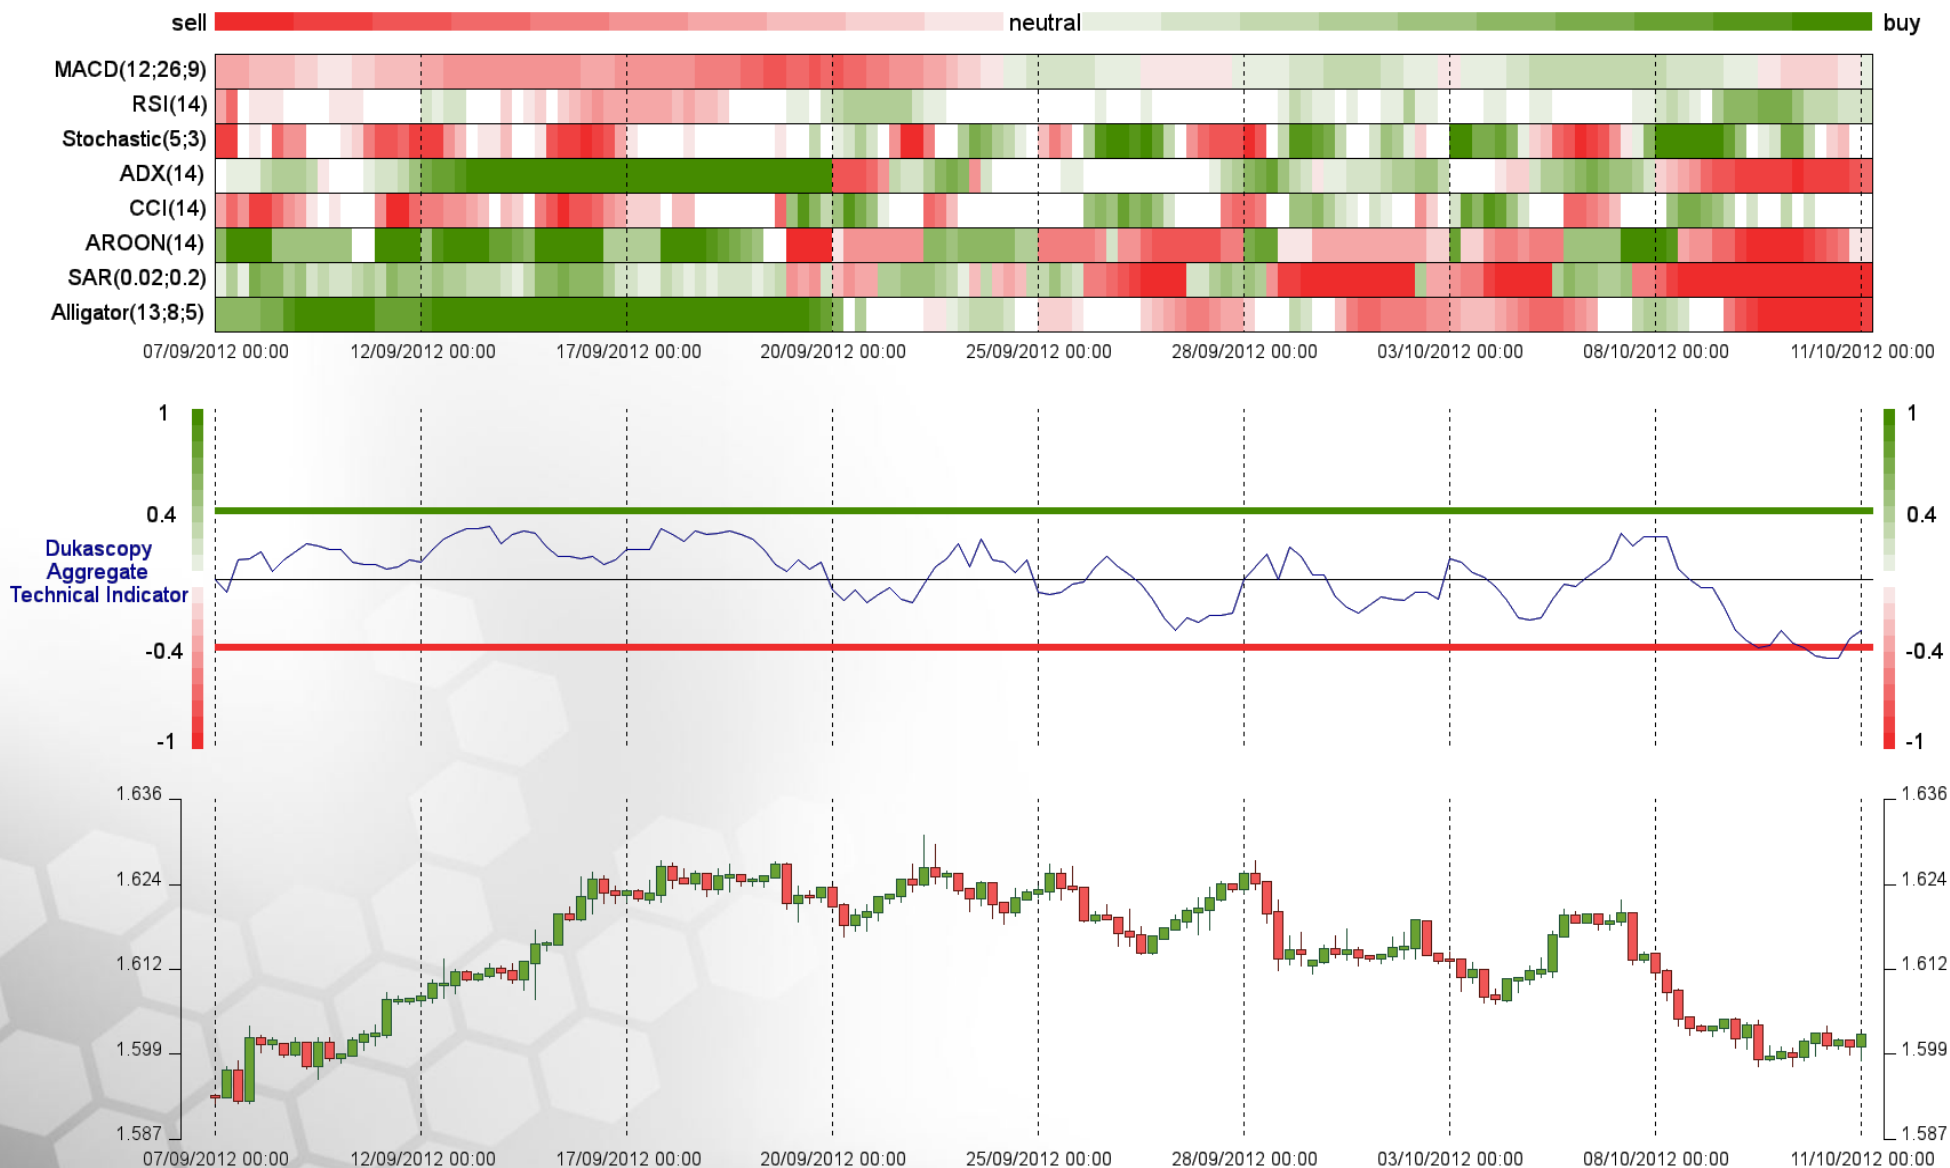 sell neutral buy
MACD(12;26;9)
RSI(14)
Stochastic(5;3)
ADX(14)
CCI(14)
AROON(14)
SAR(0.02;0.2)
Alligator(13;8;5)
07/09/2012 00:00 12/09/2012 00:00 17/09/2012 00:00 20/09/2012 00:00 25/09/2012 00:00 28/09/2012 00:00 03/10/2012 00:00 08/10/2012 00:00 11/10/2012 00:00
1 1
0.4 0.4
Dukascopy
Aggregate
Technical Indicator
-0.4 -0.4
-1 -1
1.636 1.636
1.624 1.624
1.612 1.612
1.599 1.599
1.587 1.587
07/09/2012 00:00 12/09/2012 00:00 17/09/2012 00:00 20/09/2012 00:00 25/09/2012 00:00 28/09/2012 00:00 03/10/2012 00:00 08/10/2012 00:00 11/10/2012 00:00